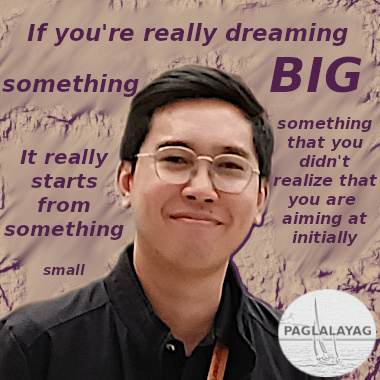 If you're really dreaming
something BIG
something
that you
didn't
realize that
you are
aiming at
initially
It really
starts
from
something
small
PAGLALAYAG